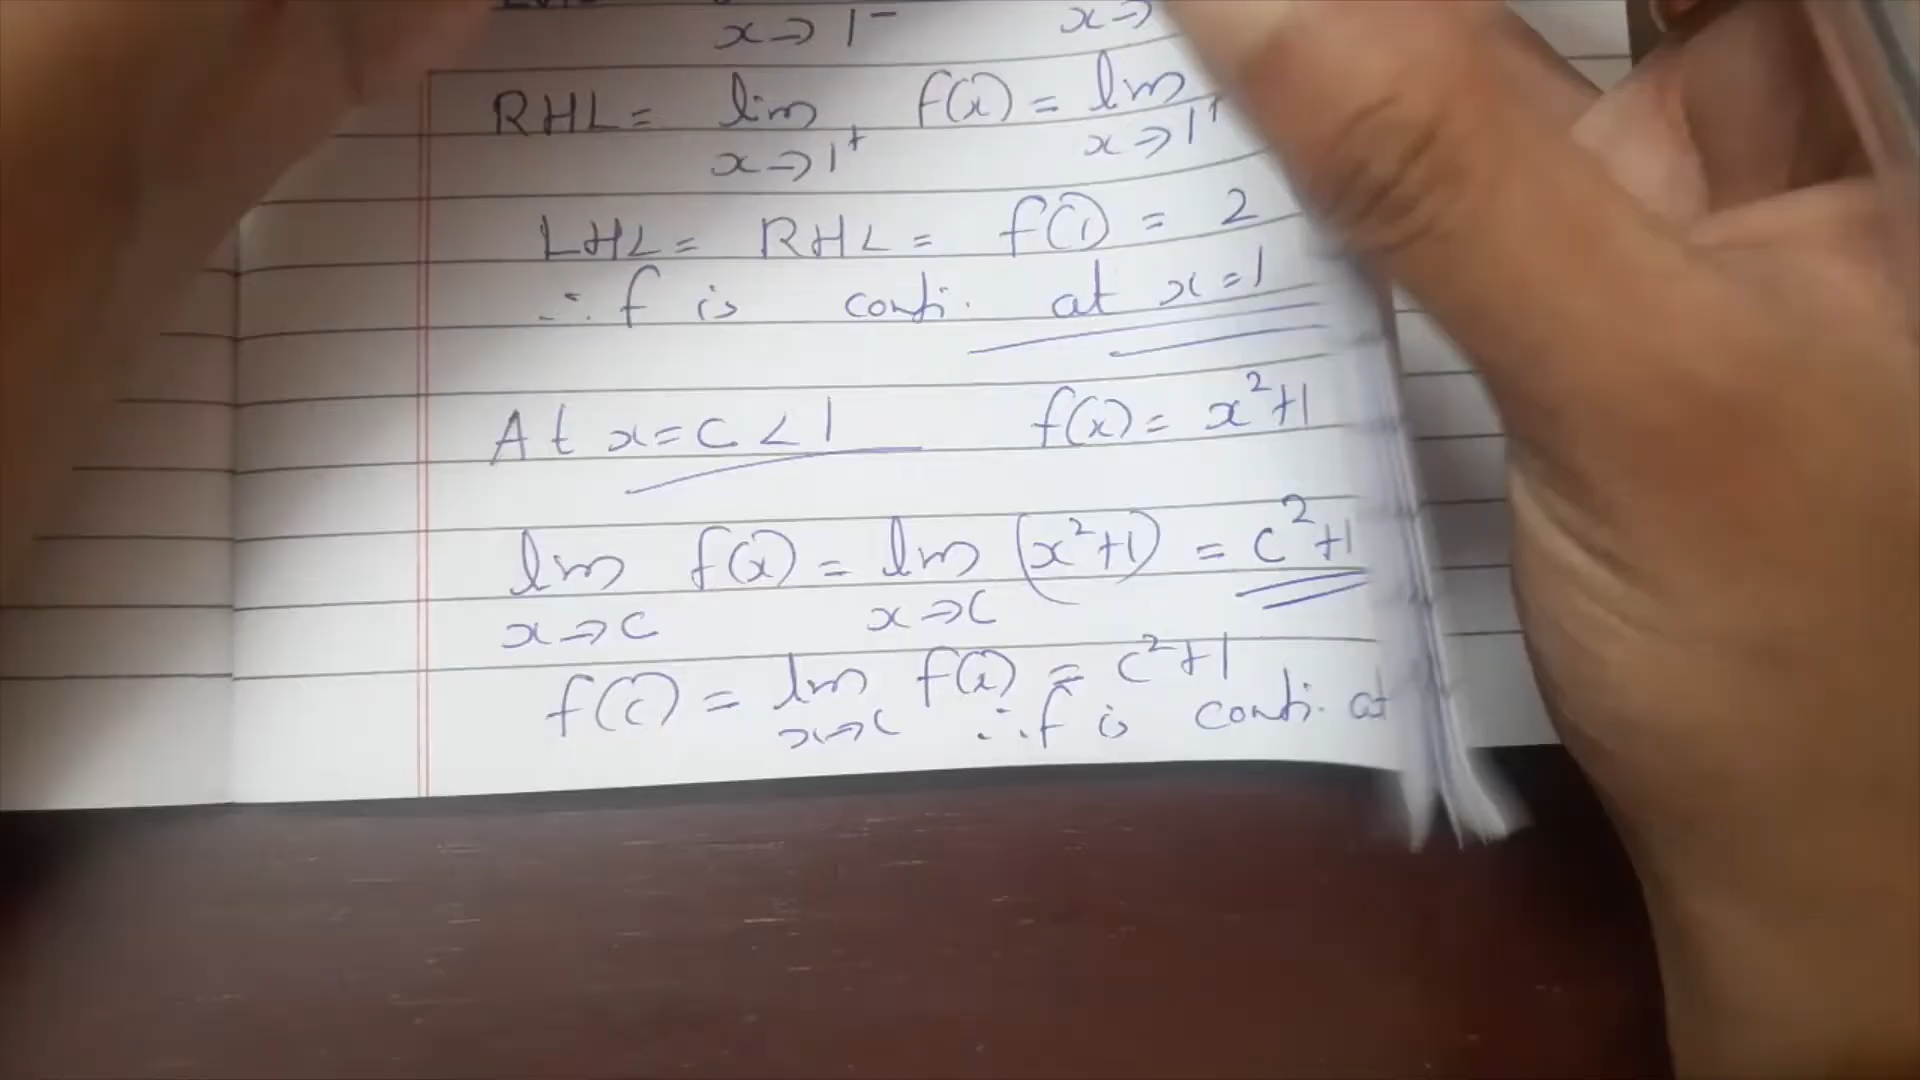 x→1⁻ x→
RHL = lim f(x) = lim
x→1⁺ x→1⁺
LHL = RHL = f(1) = 2
∴ f is conti. at x=1
At x=c<1 f(x) = x²+1
lim f(x) = lim (x²+1) = c²+1
x→c x→c
f(c) = lim f(x) = c²+1
x→c ∴ f is conti. at